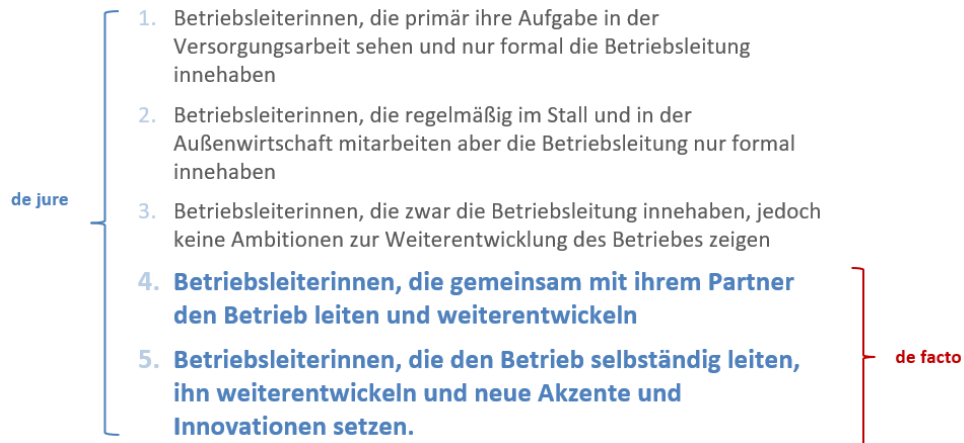 1. Betriebsleiterinnen, die primär ihre Aufgabe in der
Versorgungsarbeit sehen und nur formal die Betriebsleitung
innehaben
2. Betriebsleiterinnen, die regelmäßig im Stall und in der
Außenwirtschaft mitarbeiten aber die Betriebsleitung nur formal
innehaben
de jure
3. Betriebsleiterinnen, die zwar die Betriebsleitung innehaben, jedoch
keine Ambitionen zur Weiterentwicklung des Betriebes zeigen
4. Betriebsleiterinnen, die gemeinsam mit ihrem Partner
den Betrieb leiten und weiterentwickeln
5. Betriebsleiterinnen, die den Betrieb selbständig leiten,
ihn weiterentwickeln und neue Akzente und
Innovationen setzen.
de facto